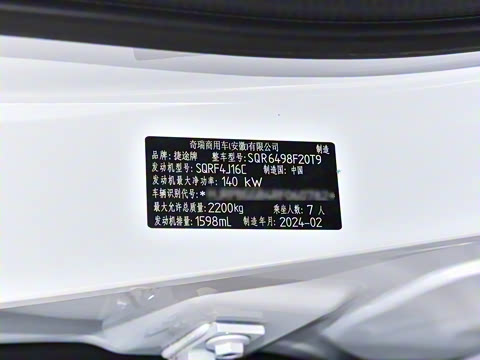 奇瑞商用车(安徽)有限公司 制造
品牌: 捷途牌 整车型号: SQR6498F20T9
发动机型号: SQRF4J16C 制造国: 中国
发动机最大净功率: 140 kW
车辆识别代号: *
最大允许总质量: 2200kg 乘坐人数: 7 人
发动机排量: 1598mL 制造年月: 2024-02